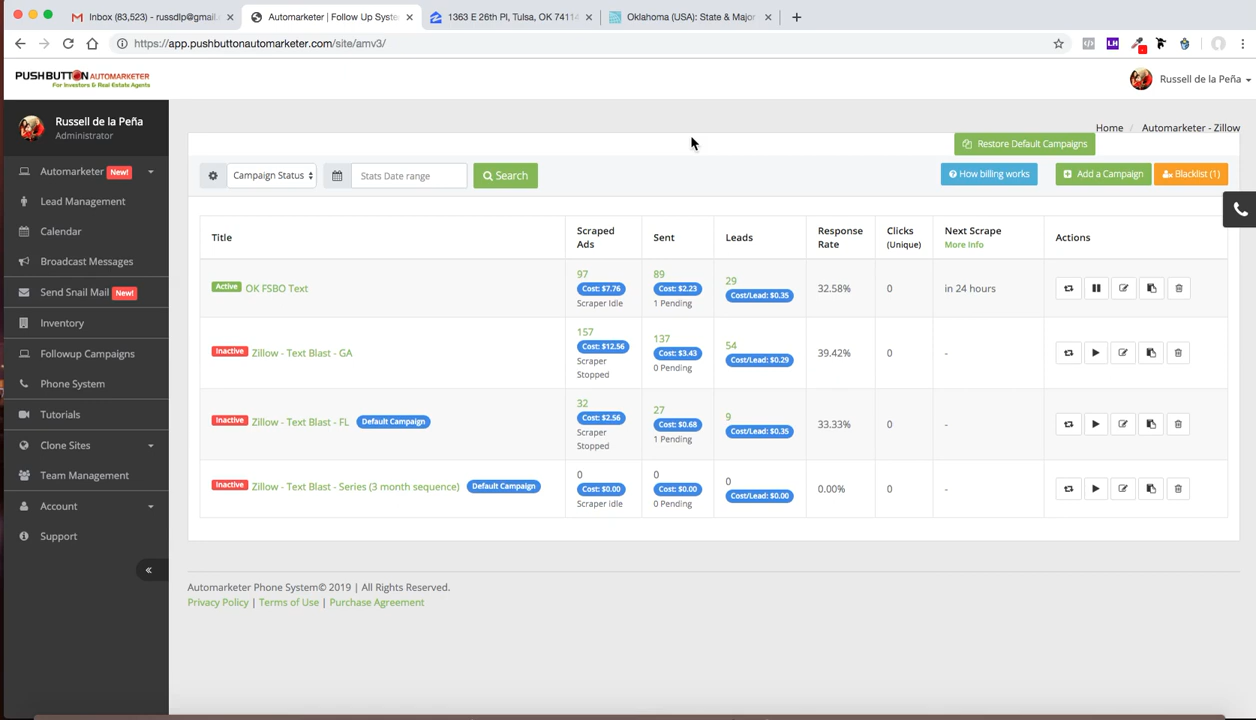 Inbox (83,523) - russdlp@gmail.
Automarketer | Follow Up Syste
1363 E 26th Pl, Tulsa, OK 74114
Oklahoma (USA): State & Major
https://app.pushbuttonautomarketer.com/site/amv3/
PUSHBUTTON AUTOMARKETER
For Investors & Real Estate Agents
Russell de la Peña
Russell de la Peña
Administrator
Automarketer New!
Lead Management
Calendar
Broadcast Messages
Send Snail Mail New!
Inventory
Followup Campaigns
Phone System
Tutorials
Clone Sites
Team Management
Account
Support
Home / Automarketer - Zillow
Restore Default Campaigns
Campaign Status
Stats Date range
Search
How billing works
Add a Campaign
Blacklist (1)
Title
Scraped Ads
Sent
Leads
Response Rate
Clicks (Unique)
Next Scrape
More Info
Actions
Active OK FSBO Text
97
Cost: $7.76
Scraper Idle
89
Cost: $2.23
1 Pending
29
Cost/Lead: $0.35
32.58%
0
in 24 hours
Inactive Zillow - Text Blast - GA
157
Cost: $12.56
Scraper Stopped
137
Cost: $3.43
0 Pending
54
Cost/Lead: $0.29
39.42%
0
-
Inactive Zillow - Text Blast - FL Default Campaign
32
Cost: $2.56
Scraper Stopped
27
Cost: $0.68
1 Pending
9
Cost/Lead: $0.35
33.33%
0
-
Inactive Zillow - Text Blast - Series (3 month sequence) Default Campaign
0
Cost: $0.00
Scraper idle
0
Cost: $0.00
0 Pending
0
Cost/Lead: $0.00
0.00%
0
-
Automarketer Phone System© 2019 | All Rights Reserved.
Privacy Policy | Terms of Use | Purchase Agreement